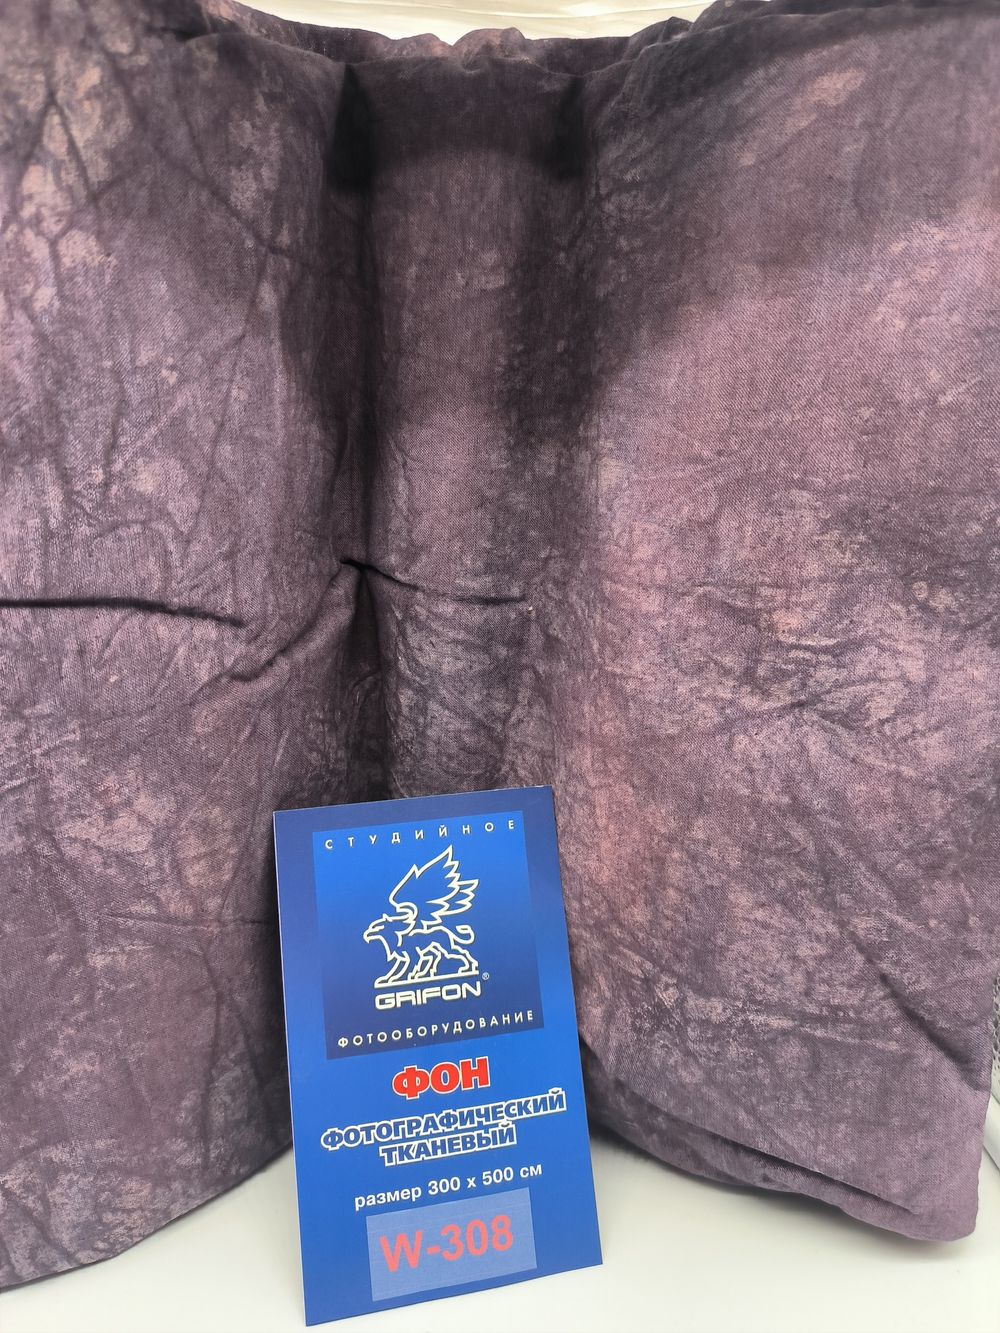 СТУДИЙНОЕ
GRIFON®
ФОТООБОРУДОВАНИЕ
ФОН
ФОТОГРАФИЧЕСКИЙ
ТКАНЕВЫЙ
размер 300 x 500 см
W-308